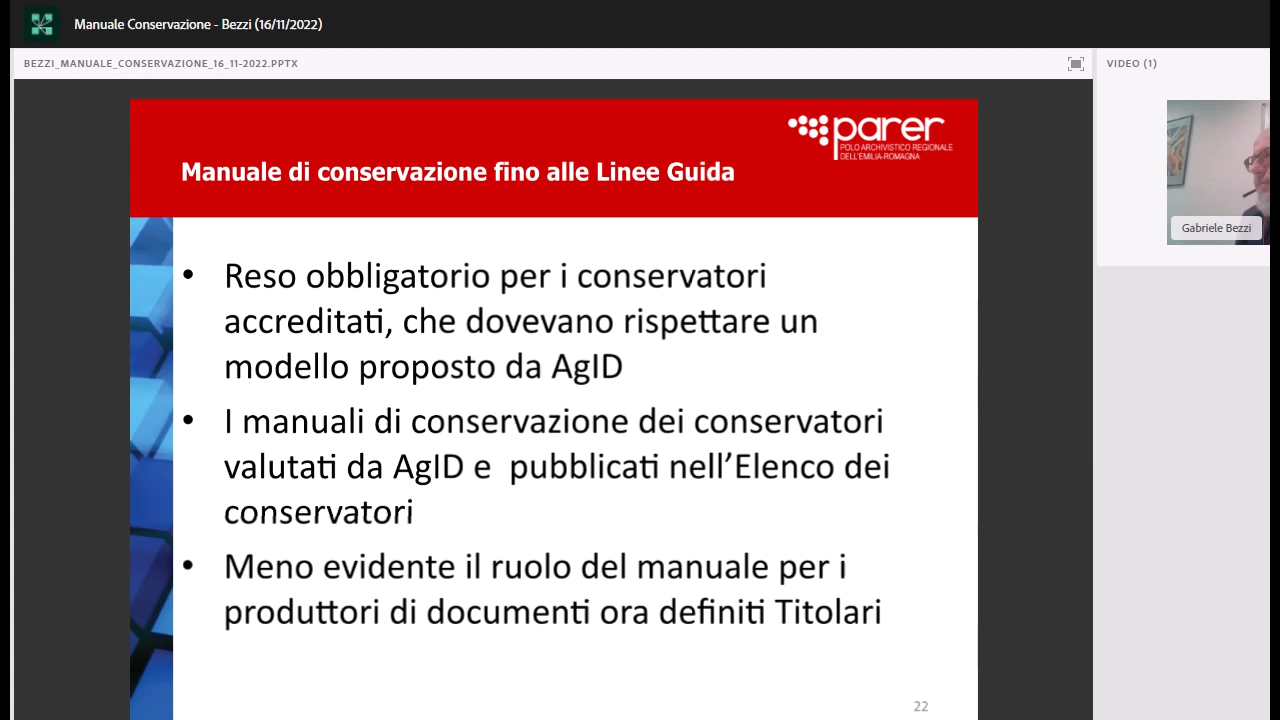 Manuale Conservazione - Bezzi (16/11/2022)
BEZZI_MANUALE_CONSERVAZIONE_16_11-2022.PPTX
VIDEO (1)
parer
POLO ARCHIVISTICO REGIONALE
DELL'EMILIA-ROMAGNA
Manuale di conservazione fino alle Linee Guida
Gabriele Bezzi
• Reso obbligatorio per i conservatori
accreditati, che dovevano rispettare un
modello proposto da AgID
• I manuali di conservazione dei conservatori
valutati da AgID e  pubblicati nell’Elenco dei
conservatori
• Meno evidente il ruolo del manuale per i
produttori di documenti ora definiti Titolari
22